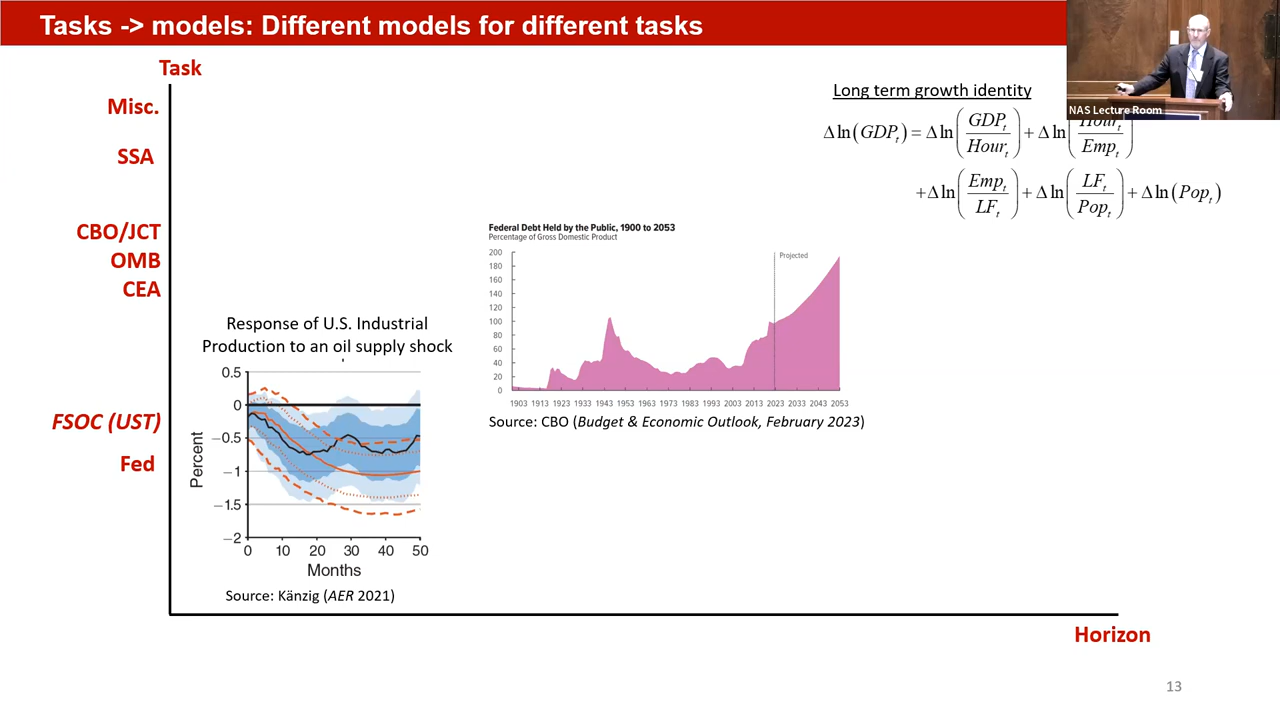 Tasks -> models: Different models for different tasks
NAS Lecture Room
Task
Misc.
SSA
CBO/JCT
OMB
CEA
FSOC (UST)
Fed
Horizon
Long term growth identity
Δln(GDPₜ) = Δln(GDPₜ/Hourₜ) + Δln(Hourₜ/Empₜ)
+Δln(Empₜ/LFₜ) + Δln(LFₜ/Popₜ) + Δln(Popₜ)
Federal Debt Held by the Public, 1900 to 2053
Percentage of Gross Domestic Product
200
180
160
140
120
100
80
60
40
20
0
Projected
1903 1913 1923 1933 1943 1953 1963 1973 1983 1993 2003 2013 2023 2033 2043 2053
Source: CBO (Budget & Economic Outlook, February 2023)
Response of U.S. Industrial
Production to an oil supply shock
0.5
0
−0.5
−1
−1.5
−2
Percent
0 10 20 30 40 50
Months
Source: Känzig (AER 2021)
13